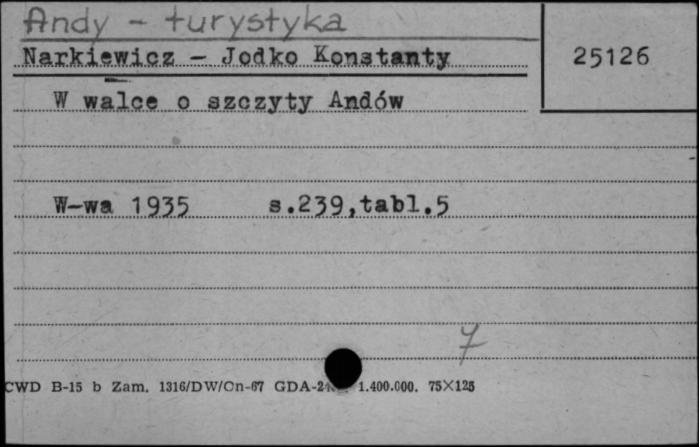 Andy - turystyka
Narkiewicz - Jodko Konstanty
25126
W walce o szczyty Andów
W-wa 1935 s.239,tabl.5
7
CWD B-15 b Zam. 1316/DW/Cn-67 GDA-2 1.400.000. 75X125